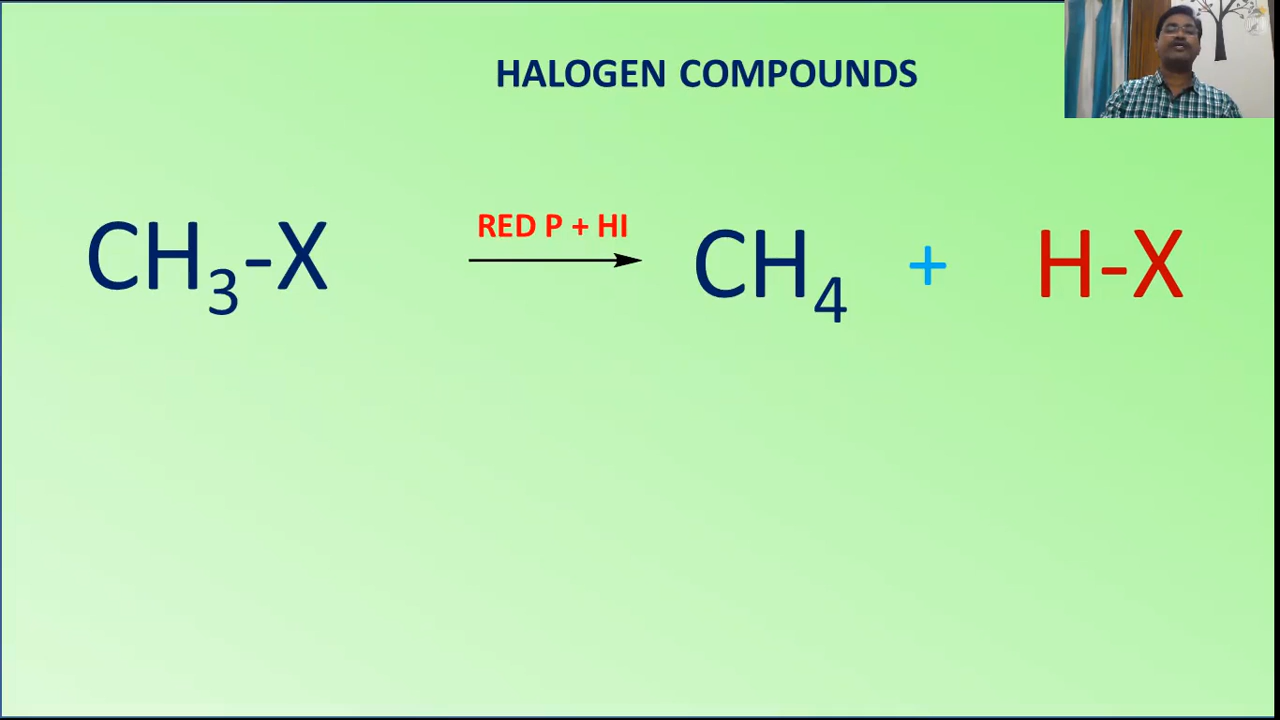 HALOGEN COMPOUNDS
RED P + HI
CH₃-X CH₄ + H-X